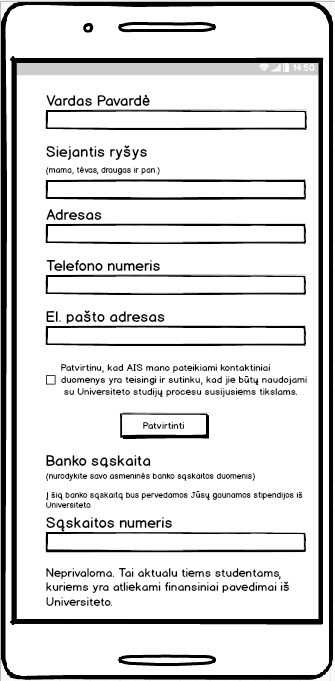 14.50
Vardas Pavardė
Siejantis ryšys
(mama, tėvas, draugas ir pan.)
Adresas
Telefono numeris
El. pašto adresas
Patvirtinu, kad AIS mano pateikiami kontaktiniai
duomenys yra teisingi ir sutinku, kad jie būtų naudojami
su Universiteto studijų procesu susijusiems tikslams.
Patvirtinti
Banko sąskaita
(nurodykite savo asmeninės banko sąskaitos duomenis)
Į šią banko sąskaitą bus pervedamos Jūsų gaunamos stipendijos iš
Universiteto.
Sąskaitos numeris
Neprivaloma. Tai aktualu tiems studentams,
kuriems yra atliekami finansiniai pavedimai iš
Universiteto.